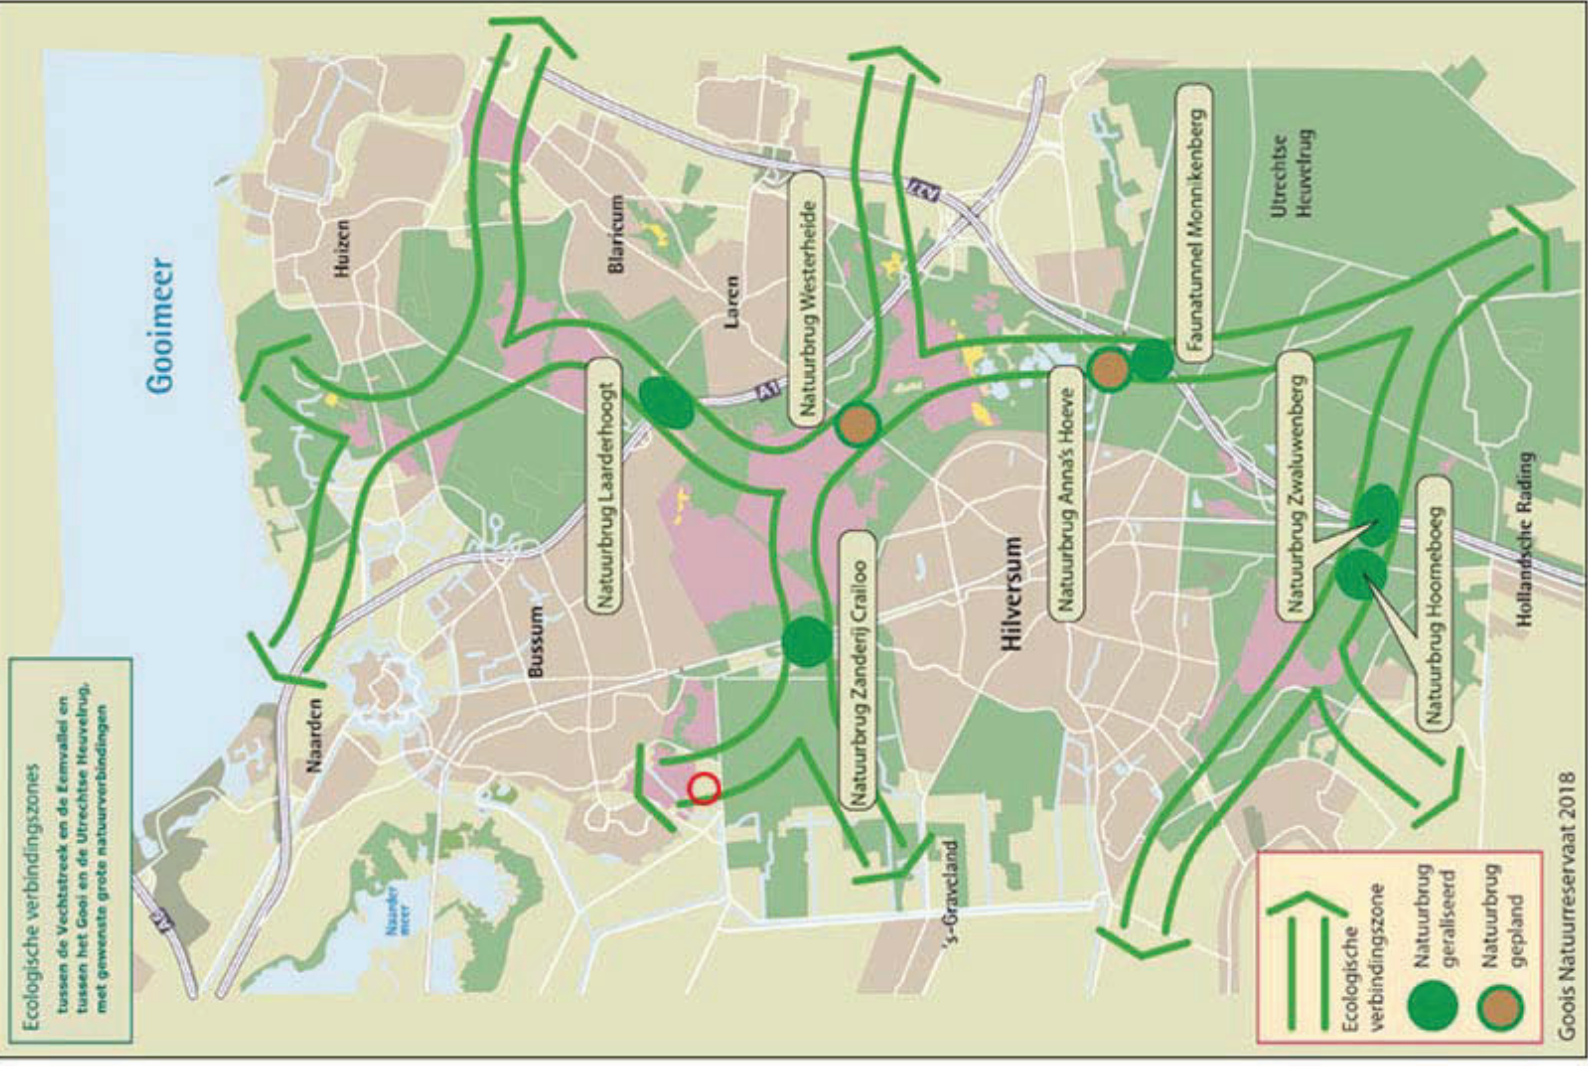 Ecologische verbindingszones
tussen de Vechtstreek en de Eemvallei en
tussen het Gooi en de Utrechtse Heuvelrug,
met gewenste grote natuurverbindingen
Gooimeer
Huizen
Blaricum
Laren
Naarden
Bussum
Naarder
meer
Hilversum
's-Graveland
Hollandsche Rading
Utrechtse
Heuvelrug
A6
A1
A27
Natuurbrug Laarderhoogt
Natuurbrug Westerheide
Natuurbrug Zanderij Crailoo
Natuurbrug Anna's Hoeve
Faunatunnel Monnikenberg
Natuurbrug Zwaluwenberg
Natuurbrug Hoorneboeg
Ecologische
verbindingszone
Natuurbrug
geraliseerd
Natuurbrug
gepland
Goois Natuurreservaat 2018